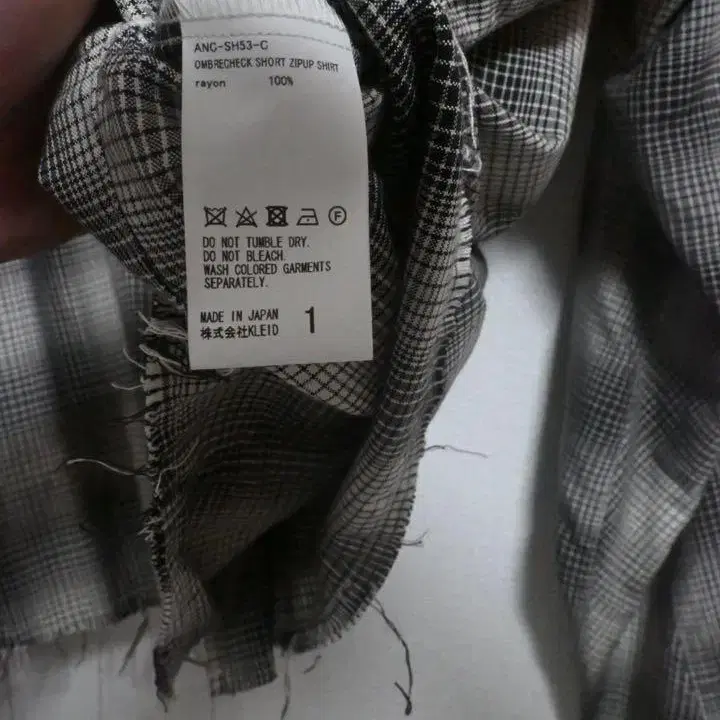 ANC-SH53-C
OMBRECHECK SHORT ZIPUP SHIRT
rayon 100%
F
DO NOT TUMBLE DRY.
DO NOT BLEACH.
WASH COLORED GARMENTS
SEPARATELY.
MADE IN JAPAN
株式会社KLEID 1